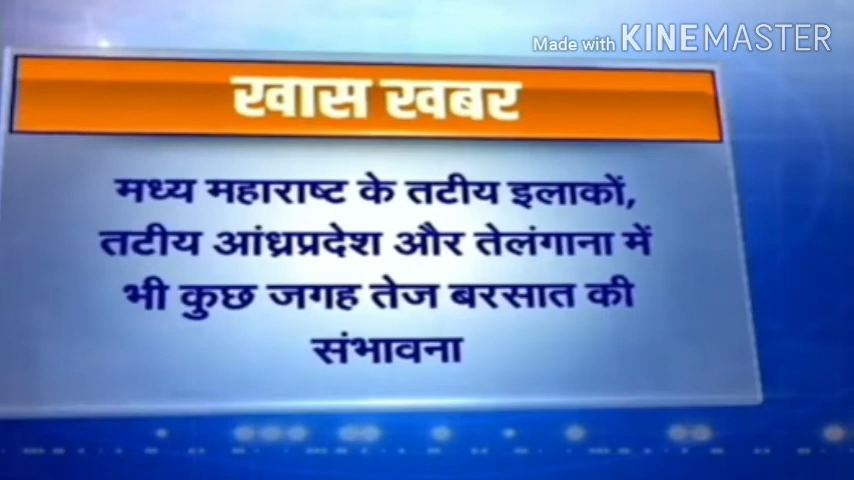 Made with KINEMASTER
खास खबर
मध्य महाराष्ट के तटीय इलाकों,
तटीय आंध्रप्रदेश और तेलंगाना में
भी कुछ जगह तेज बरसात की
संभावना